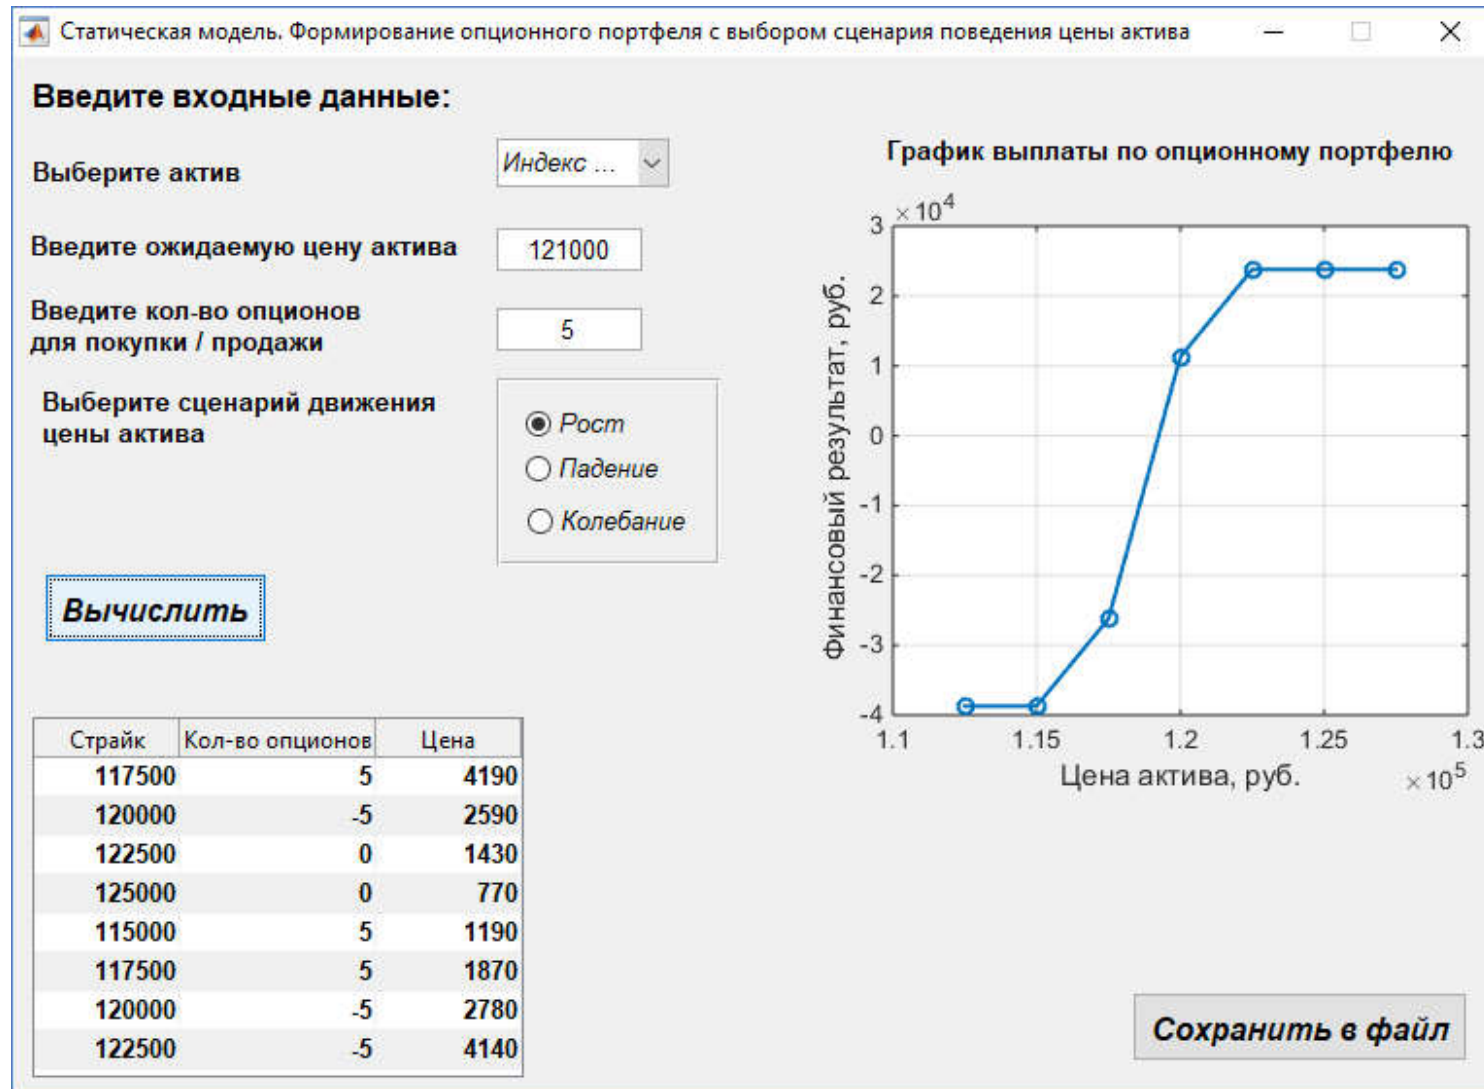 Статическая модель. Формирование опционного портфеля с выбором сценария поведения цены актива
Введите входные данные:
Выберите актив
Индекс ...
Введите ожидаемую цену актива
121000
Введите кол-во опционов
для покупки / продажи
5
Выберите сценарий движения
цены актива
Рост
Падение
Колебание
Вычислить
Страйк Кол-во опционов Цена
117500 5 4190
120000 -5 2590
122500 0 1430
125000 0 770
115000 5 1190
117500 5 1870
120000 -5 2780
122500 -5 4140
График выплаты по опционному портфелю
× 10^4
3
2
1
0
-1
-2
-3
-4
Финансовый результат, руб.
1.1 1.15 1.2 1.25 1.3
Цена актива, руб.
× 10^5
Сохранить в файл